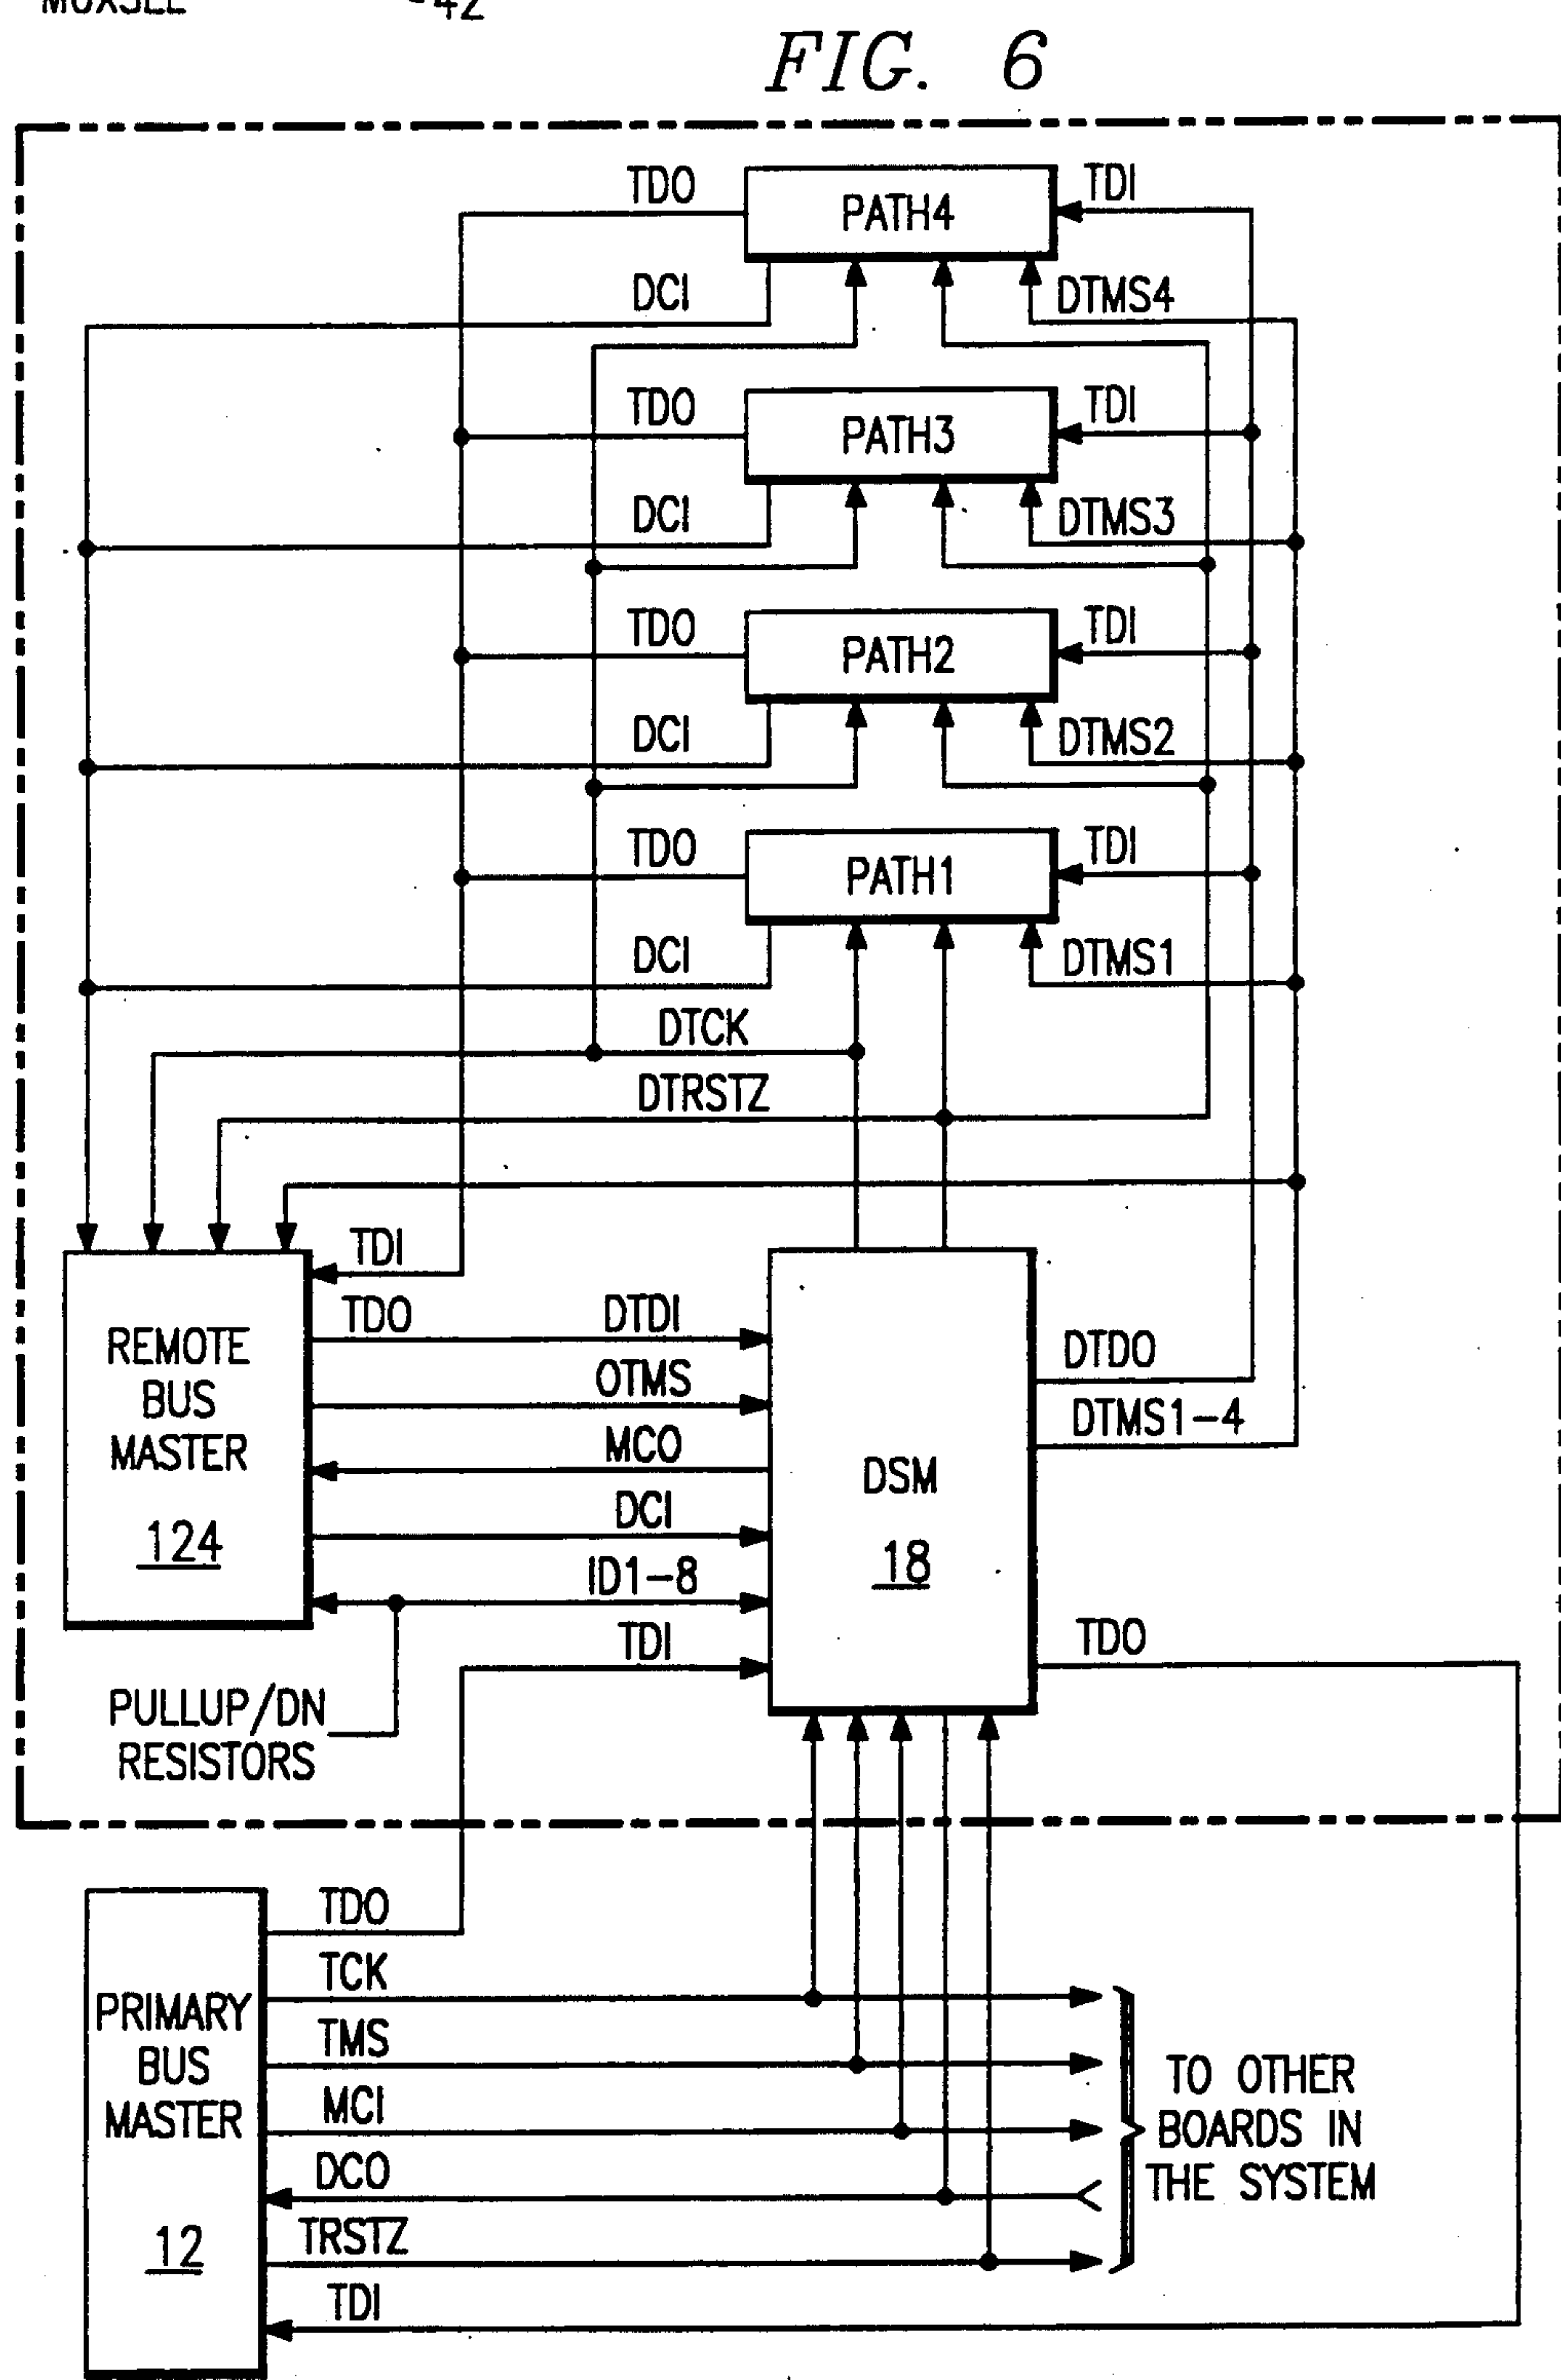 MUXSEL
42
FIG. 6
TDO
PATH4
TDI
DCI
DTMS4
TDO
PATH3
TDI
DCI
DTMS3
TDO
PATH2
TDI
DCI
DTMS2
TDO
PATH1
TDI
DCI
DTMS1
DTCK
DTRSTZ
TDI
TDO
DTDI
REMOTE
BUS
MASTER
124
OTMS
MCO
DCI
ID1-8
TDI
DSM
18
DTDO
DTMS1-4
TDO
PULLUP/DN
RESISTORS
PRIMARY
BUS
MASTER
12
TDO
TCK
TMS
MCI
DCO
TRSTZ
TDI
TO OTHER
BOARDS IN
THE SYSTEM